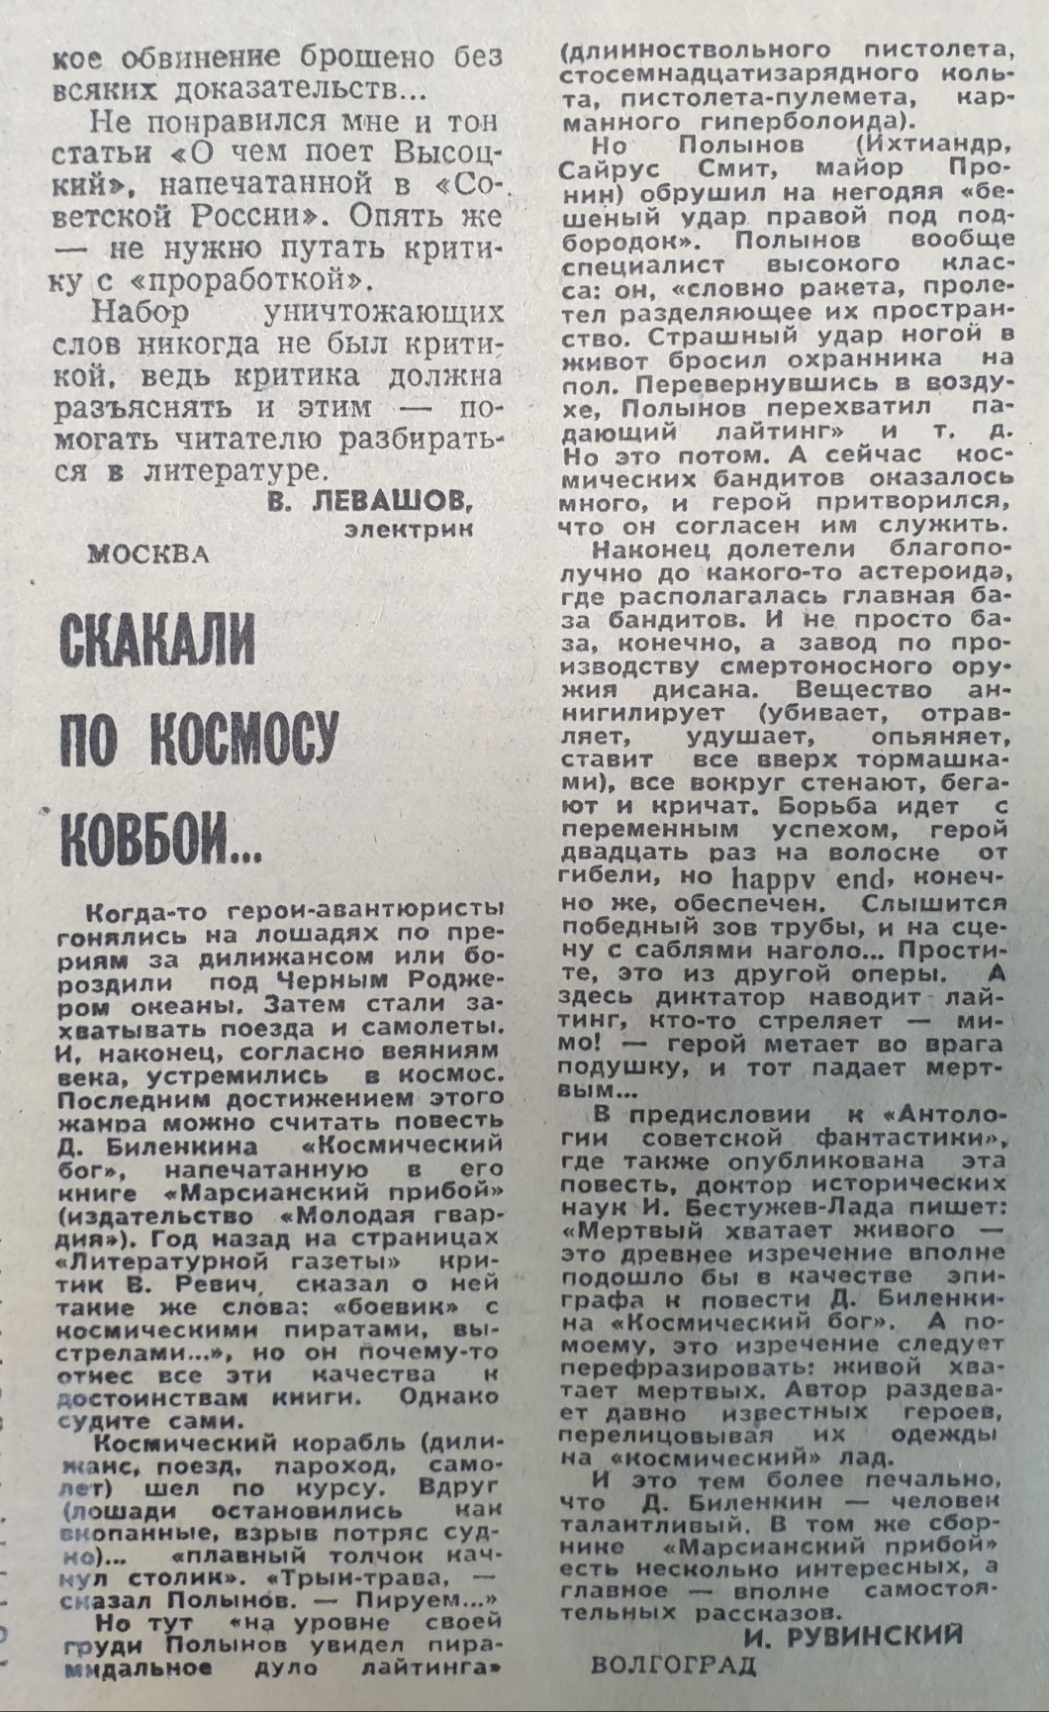 кое обвинение брошено без
всяких доказательств...
Не понравился мне и тон
статьи «О чем поет Высоц-
кий», напечатанной в «Со-
ветской России». Опять же
— не нужно путать крити-
ку с «проработкой».
Набор уничтожающих
слов никогда не был крити-
кой, ведь критика должна
разъяснять и этим — по-
могать читателю разбирать-
ся в литературе.
В. ЛЕВАШОВ,
электрик
МОСКВА
СКАКАЛИ
ПО КОСМОСУ
КОВБОИ...
Когда-то герои-авантюристы
гонялись на лошадях по пре-
риям за дилижансом или бо-
роздили под ЧернымРодже-
ром океаны. Затем стали за-
хватывать поезда и самолеты.
И, наконец, согласно веяниям
века, устремились в космос.
Последним достижением этого
жанра можно считать повесть
Д. Биленкина «Космический
бог», напечатанную в его
книге «Марсианский прибой»
(издательство «Молодая гвар-
дия»). Год назад на страницах
«Литературной газеты» кри-
тик В. Ревич, сказал о ней
такие же слова: «боевик» с
космическими пиратами, вы-
стрелами...», но он почему-то
отнес все эти качества к
достоинствам книги. Однако
судите сами.
Космический корабль (дили-
жанс, поезд, пароход, само-
лет) шел по курсу. Вдруг
(лошади остановились как
вкопанные, взрыв потряс суд-
но)... «плавный толчок кач-
нул столик». «Трын-трава, —
сказал Полынов. — Пируем...»
Но тут «на уровне своей
груди Полынов увидел пира-
мидальное дуло лайтинга»
(длинноствольного пистолета,
стосемнадцатизарядного коль-
та, пистолета-пулемета, кар-
манного гиперболоида).
Но Полынов (Ихтиандр,
Сайрус Смит, майор Про-
нин) обрушил на негодяя «бе-
шеный удар правой под под-
бородок». Полынов вообще
специалист высокого клас-
са: он, «словно ракета, проле-
тел разделяющее их простран-
ство. Страшный удар ногой в
живот бросил охранника на
пол. Перевернувшись в возду-
хе, Полынов перехватил па-
дающий лайтинг» и т. д.
Но это потом. А сейчас кос-
мических бандитов оказалось
много, и герой притворился,
что он согласен им служить.
Наконец долетели благопо-
лучно до какого-то астероида,
где располагалась главная ба-
за бандитов. И не просто ба-
за, конечно, а завод по про-
изводству смертоносного ору-
жия дисана. Вещество ан-
нигилирует (убивает, отрав-
ляет, удушает, опьяняет,
ставит все вверх тормашка-
ми), все вокруг стенают, бега-
ют и кричат. Борьба идет с
переменным успехом, герой
двадцать раз на волоске от
гибели, но happy end, конеч-
но же, обеспечен. Слышится
победный зов трубы, и на сце-
ну с саблями наголо... Прости-
те, это из другой оперы. А
здесь диктатор наводит лай-
тинг, кто-то стреляет — ми-
мо! — герой метает во врага
подушку, и тот падает мерт-
вым...
В предисловии к «Антоло-
гии советской фантастики»,
где также опубликована эта
повесть, доктор исторических
наук И. Бестужев-Лада пишет:
«Мертвый хватает живого —
это древнее изречение вполне
подошло бы в качестве эпи-
графа к повести Д. Биленки-
на «Космический бог». А по-
моему, это изречение следует
перефразировать: живой хва-
тает мертвых. Автор раздева-
ет давно известных героев,
перелицовывая их одежды
на «космический» лад.
И это тем более печально,
что Д. Биленкин — человек
талантливый. В том же сбор-
нике «Марсианский прибой»
есть несколько интересных, а
главное — вполне самостоя-
тельных рассказов.
И. РУВИНСКИЙ
ВОЛГОГРАД